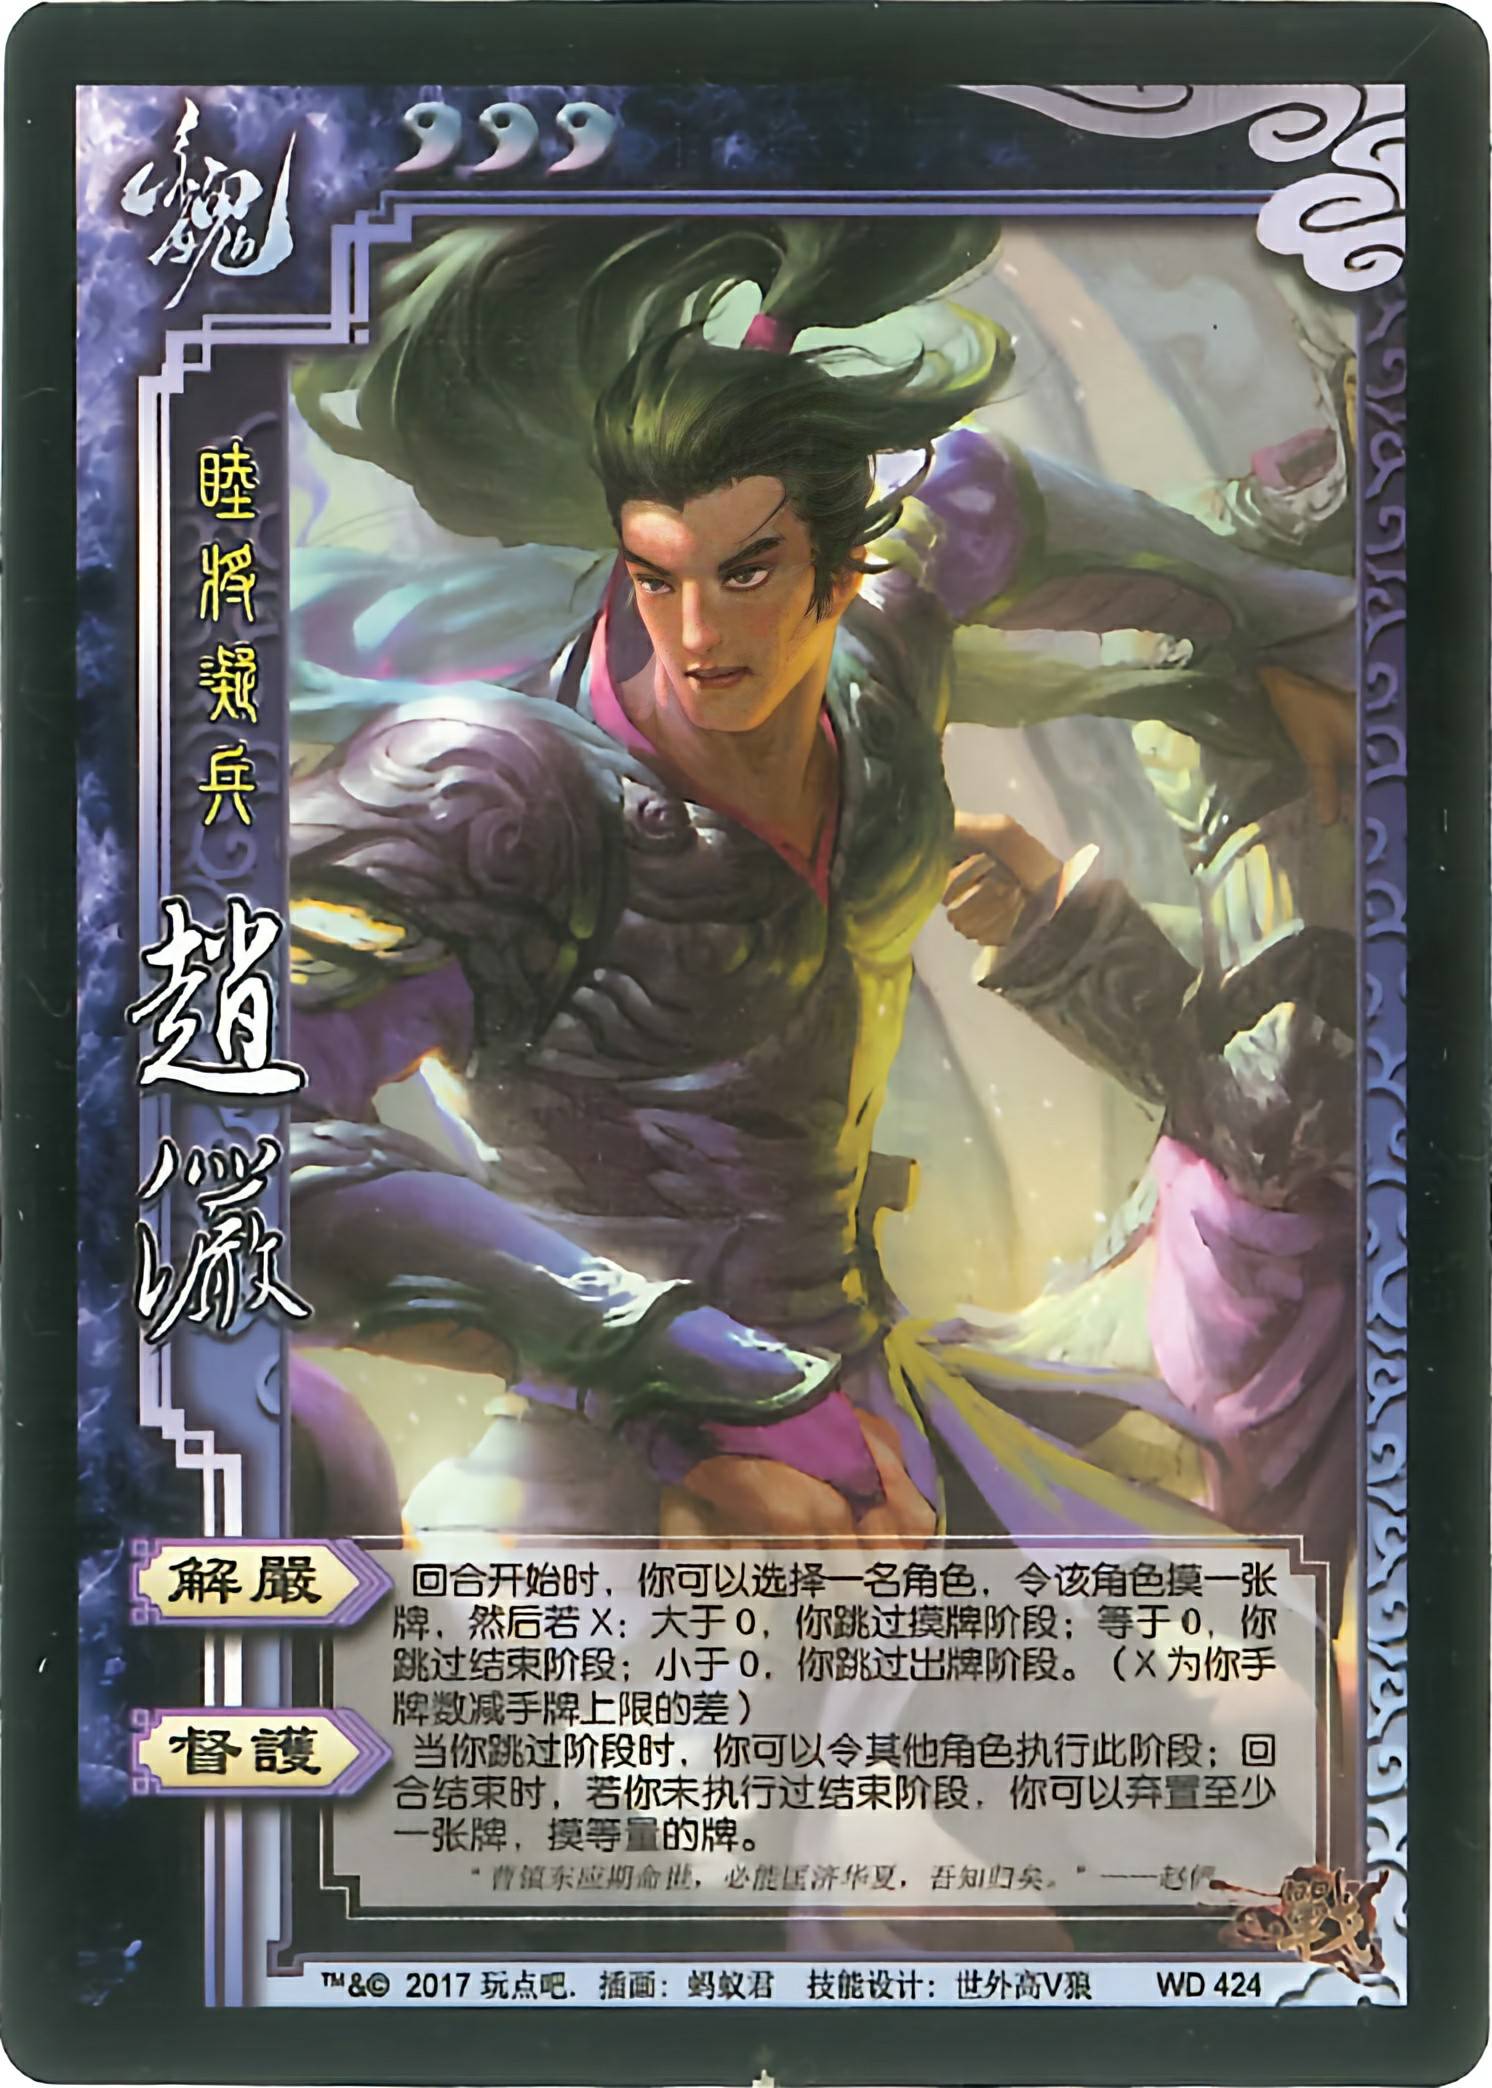 魏
睦将凝兵
趙儼
解嚴
回合开始时，你可以选择一名角色，令该角色摸一张
牌，然后若X：大于0，你跳过摸牌阶段；等于0，你
跳过结束阶段；小于0，你跳过出牌阶段。（X为你手
牌数减手牌上限的差）
督護
当你跳过阶段时，你可以令其他角色执行此阶段；回
合结束时，若你未执行过结束阶段，你可以弃置至少
一张牌，摸等量的牌。
“曹镇东应期命世，必能匡济华夏，吾知归矣。”——赵俨
戰
™&© 2017 玩点吧. 插画：蚂蚁君 技能设计：世外高V狼 WD 424